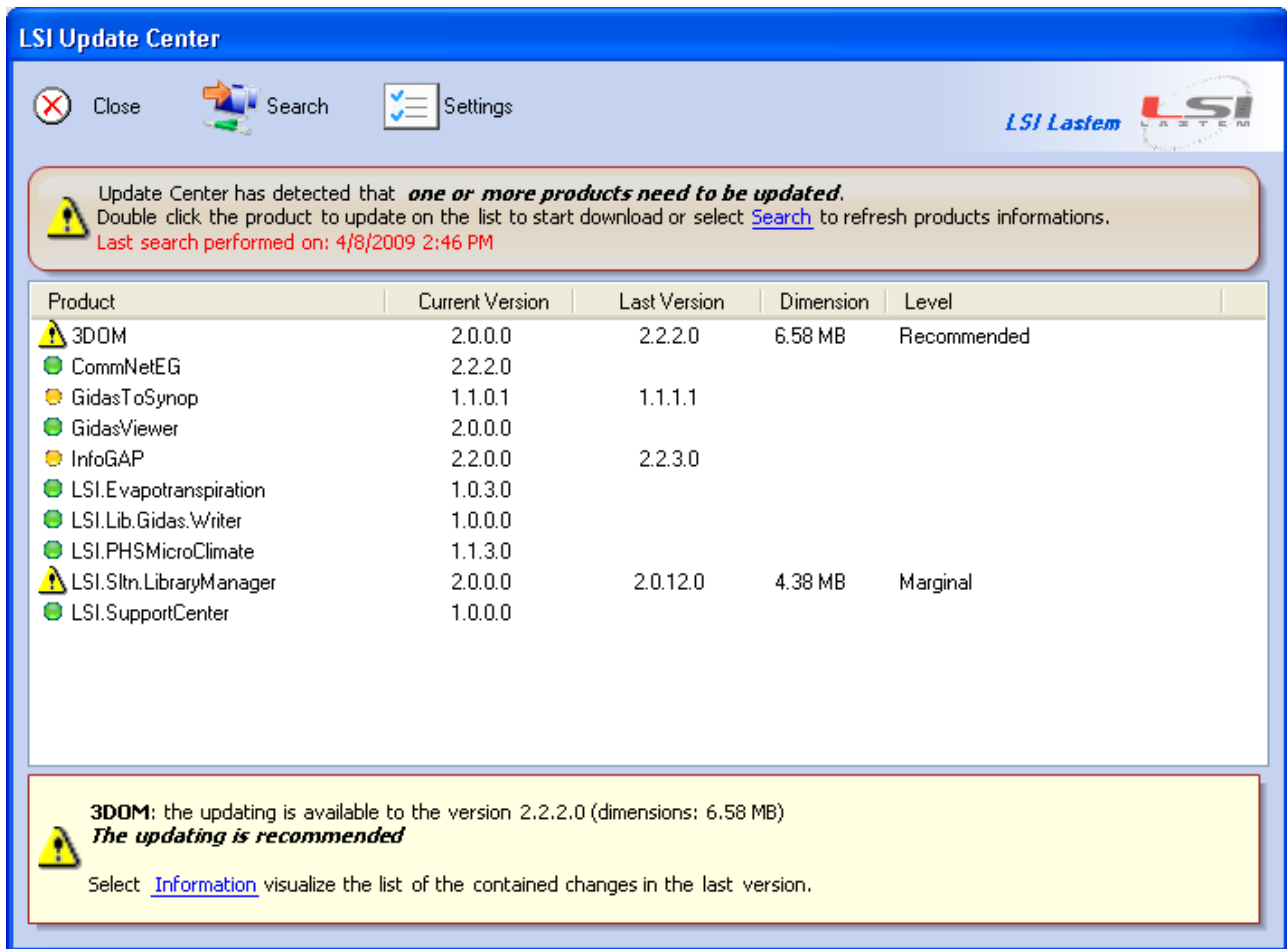 LSI Update Center
Close Search Settings
LSI Lastem LSI LASTEM
Update Center has detected that one or more products need to be updated.
Double click the product to update on the list to start download or select Search to refresh products informations.
Last search performed on: 4/8/2009 2:46 PM
Product Current Version Last Version Dimension Level
3DOM 2.0.0.0 2.2.2.0 6.58 MB Recommended
CommNetEG 2.2.2.0
GidasToSynop 1.1.0.1 1.1.1.1
GidasViewer 2.0.0.0
InfoGAP 2.2.0.0 2.2.3.0
LSI.Evapotranspiration 1.0.3.0
LSI.Lib.Gidas.Writer 1.0.0.0
LSI.PHSMicroClimate 1.1.3.0
LSI.Sltn.LibraryManager 2.0.0.0 2.0.12.0 4.38 MB Marginal
LSI.SupportCenter 1.0.0.0
3DOM: the updating is available to the version 2.2.2.0 (dimensions: 6.58 MB)
The updating is recommended
Select Information visualize the list of the contained changes in the last version.